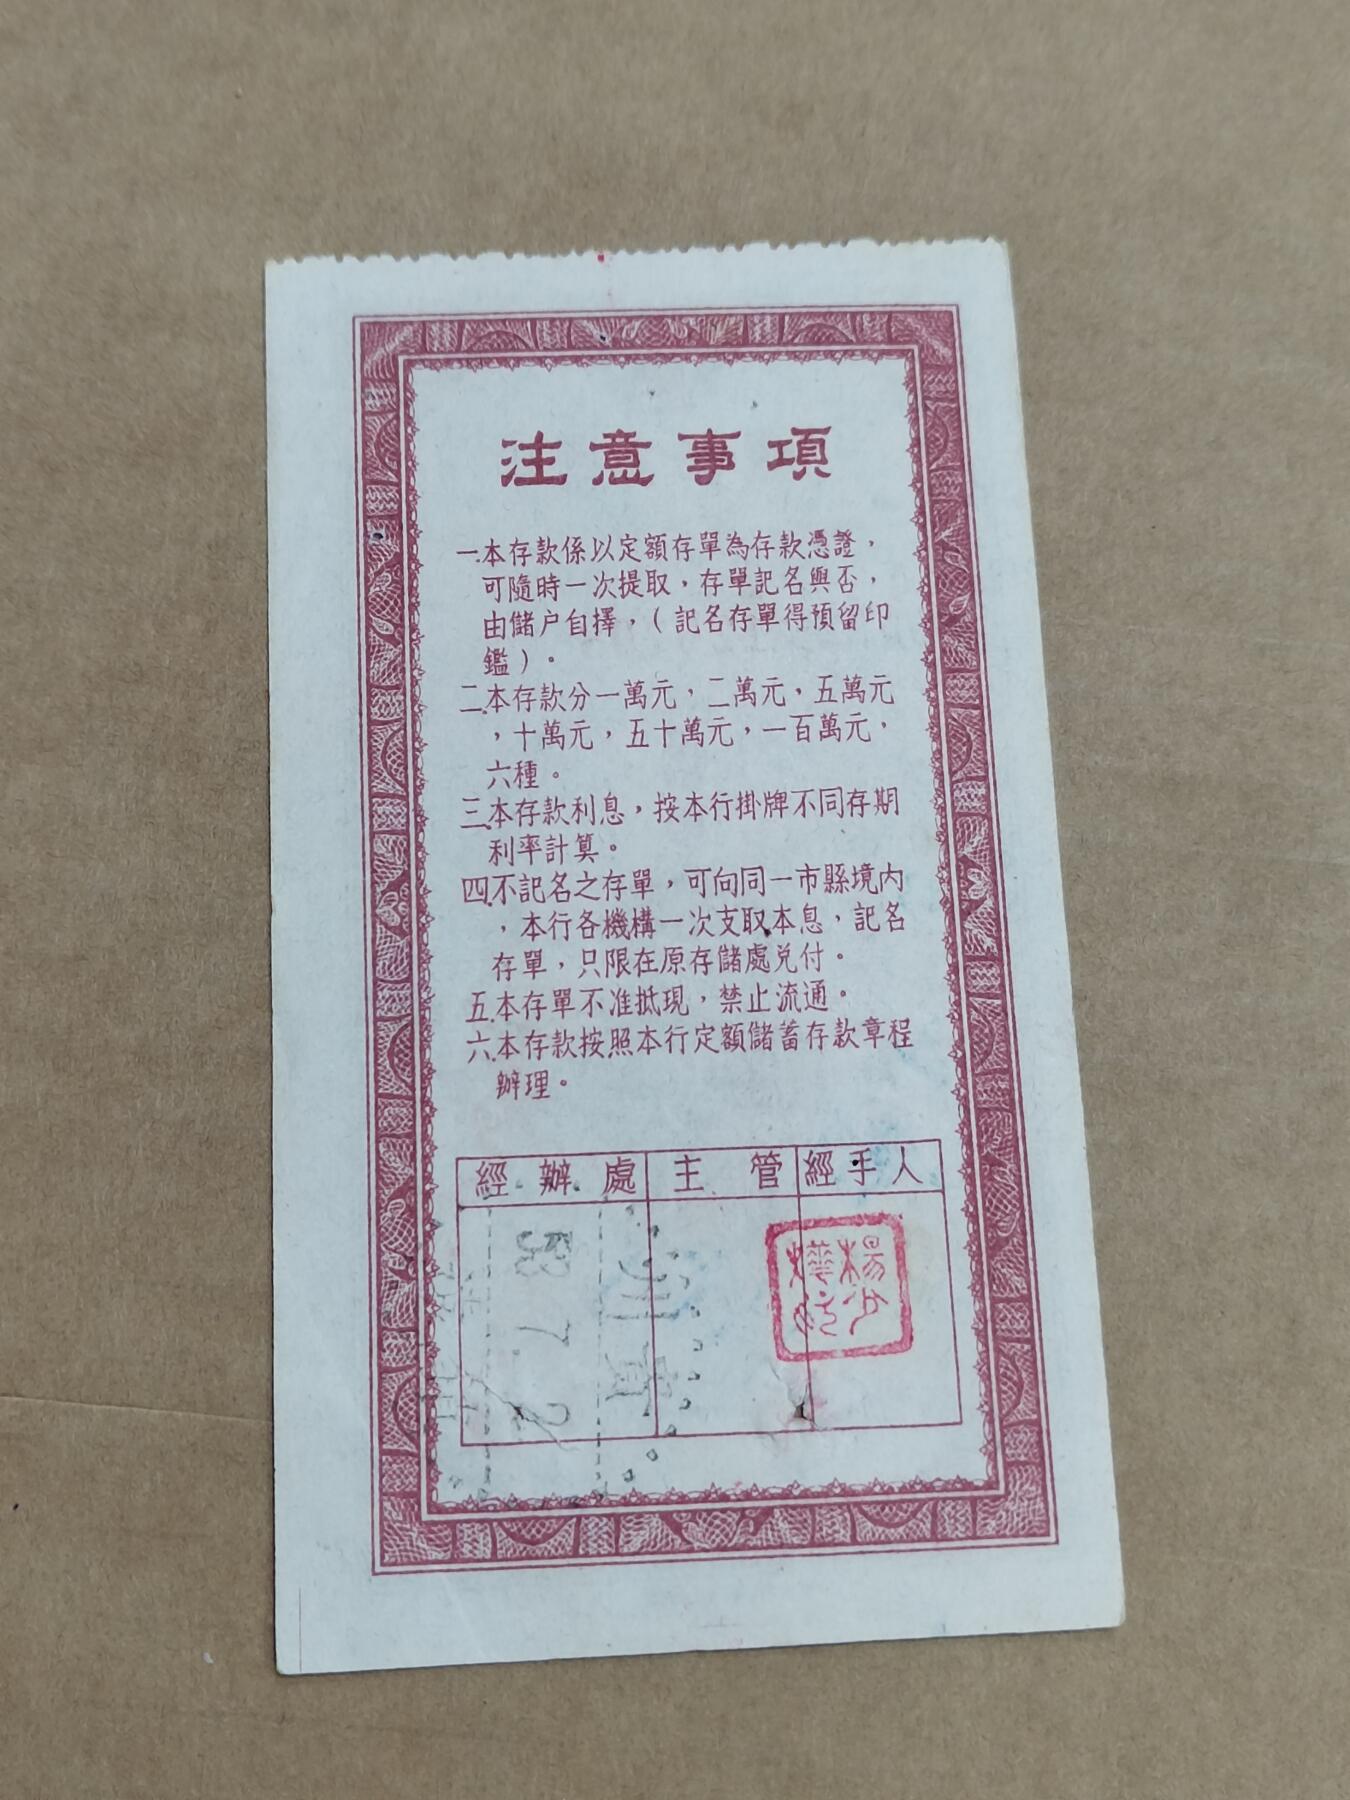 注意事項
一.本存款係以定額存單為存款憑證，
可隨時一次提取，存單記名與否，
由儲户自擇，（記名存單得預留印
鑑）。
二.本存款分一萬元，二萬元，五萬元
，十萬元，五十萬元，一百萬元，
六種。
三.本存款利息，按本行掛牌不同存期
利率計算。
四.不記名之存單，可向同一市縣境内
，本行各機構一次支取本息，記名
存單，只限在原存儲處兑付。
五.本存單不准抵現，禁止流通。
六.本存款按照本行定額儲蓄存款章程
辦理。
經辦處 主管 經手人
53 7. 2